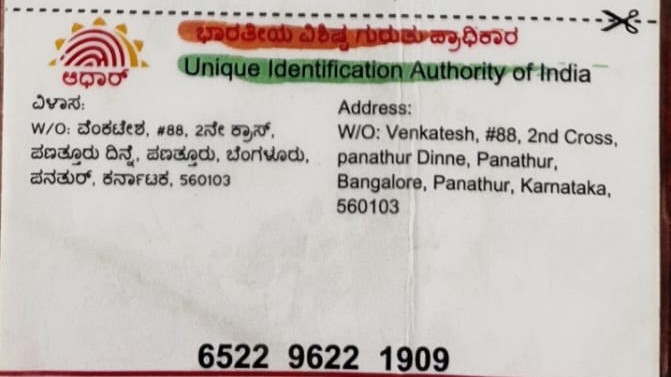 ಭಾರತೀಯ ವಿಶಿಷ್ಟ ಗುರುತು ಪ್ರಾಧಿಕಾರ
ಆಧಾರ್
Unique Identification Authority of India
ವಿಳಾಸ:
W/O: ವೆಂಕಟೇಶ, #88, 2ನೇ ಕ್ರಾಸ್,
ಪಣತ್ತೂರು ದಿನ್ನೆ, ಪಣತ್ತೂರು, ಬೆಂಗಳೂರು,
ಪನತುರ್, ಕರ್ನಾಟಕ, 560103
Address:
W/O: Venkatesh, #88, 2nd Cross,
panathur Dinne, Panathur,
Bangalore, Panathur, Karnataka,
560103
6522 9622 1909